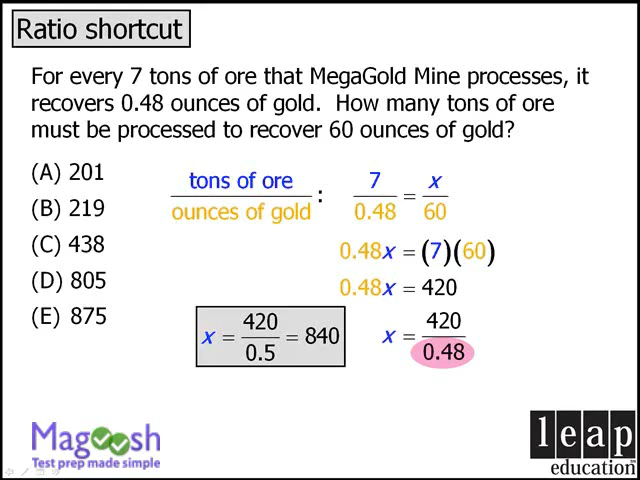 Ratio shortcut
For every 7 tons of ore that MegaGold Mine processes, it
recovers 0.48 ounces of gold. How many tons of ore
must be processed to recover 60 ounces of gold?
(A) 201
(B) 219
(C) 438
(D) 805
(E) 875
tons of ore / ounces of gold : 7/0.48 = x/60
0.48x = (7)(60)
0.48x = 420
x = 420/0.48
x = 420/0.5 = 840
Magoosh
Test prep made simple
leap
education